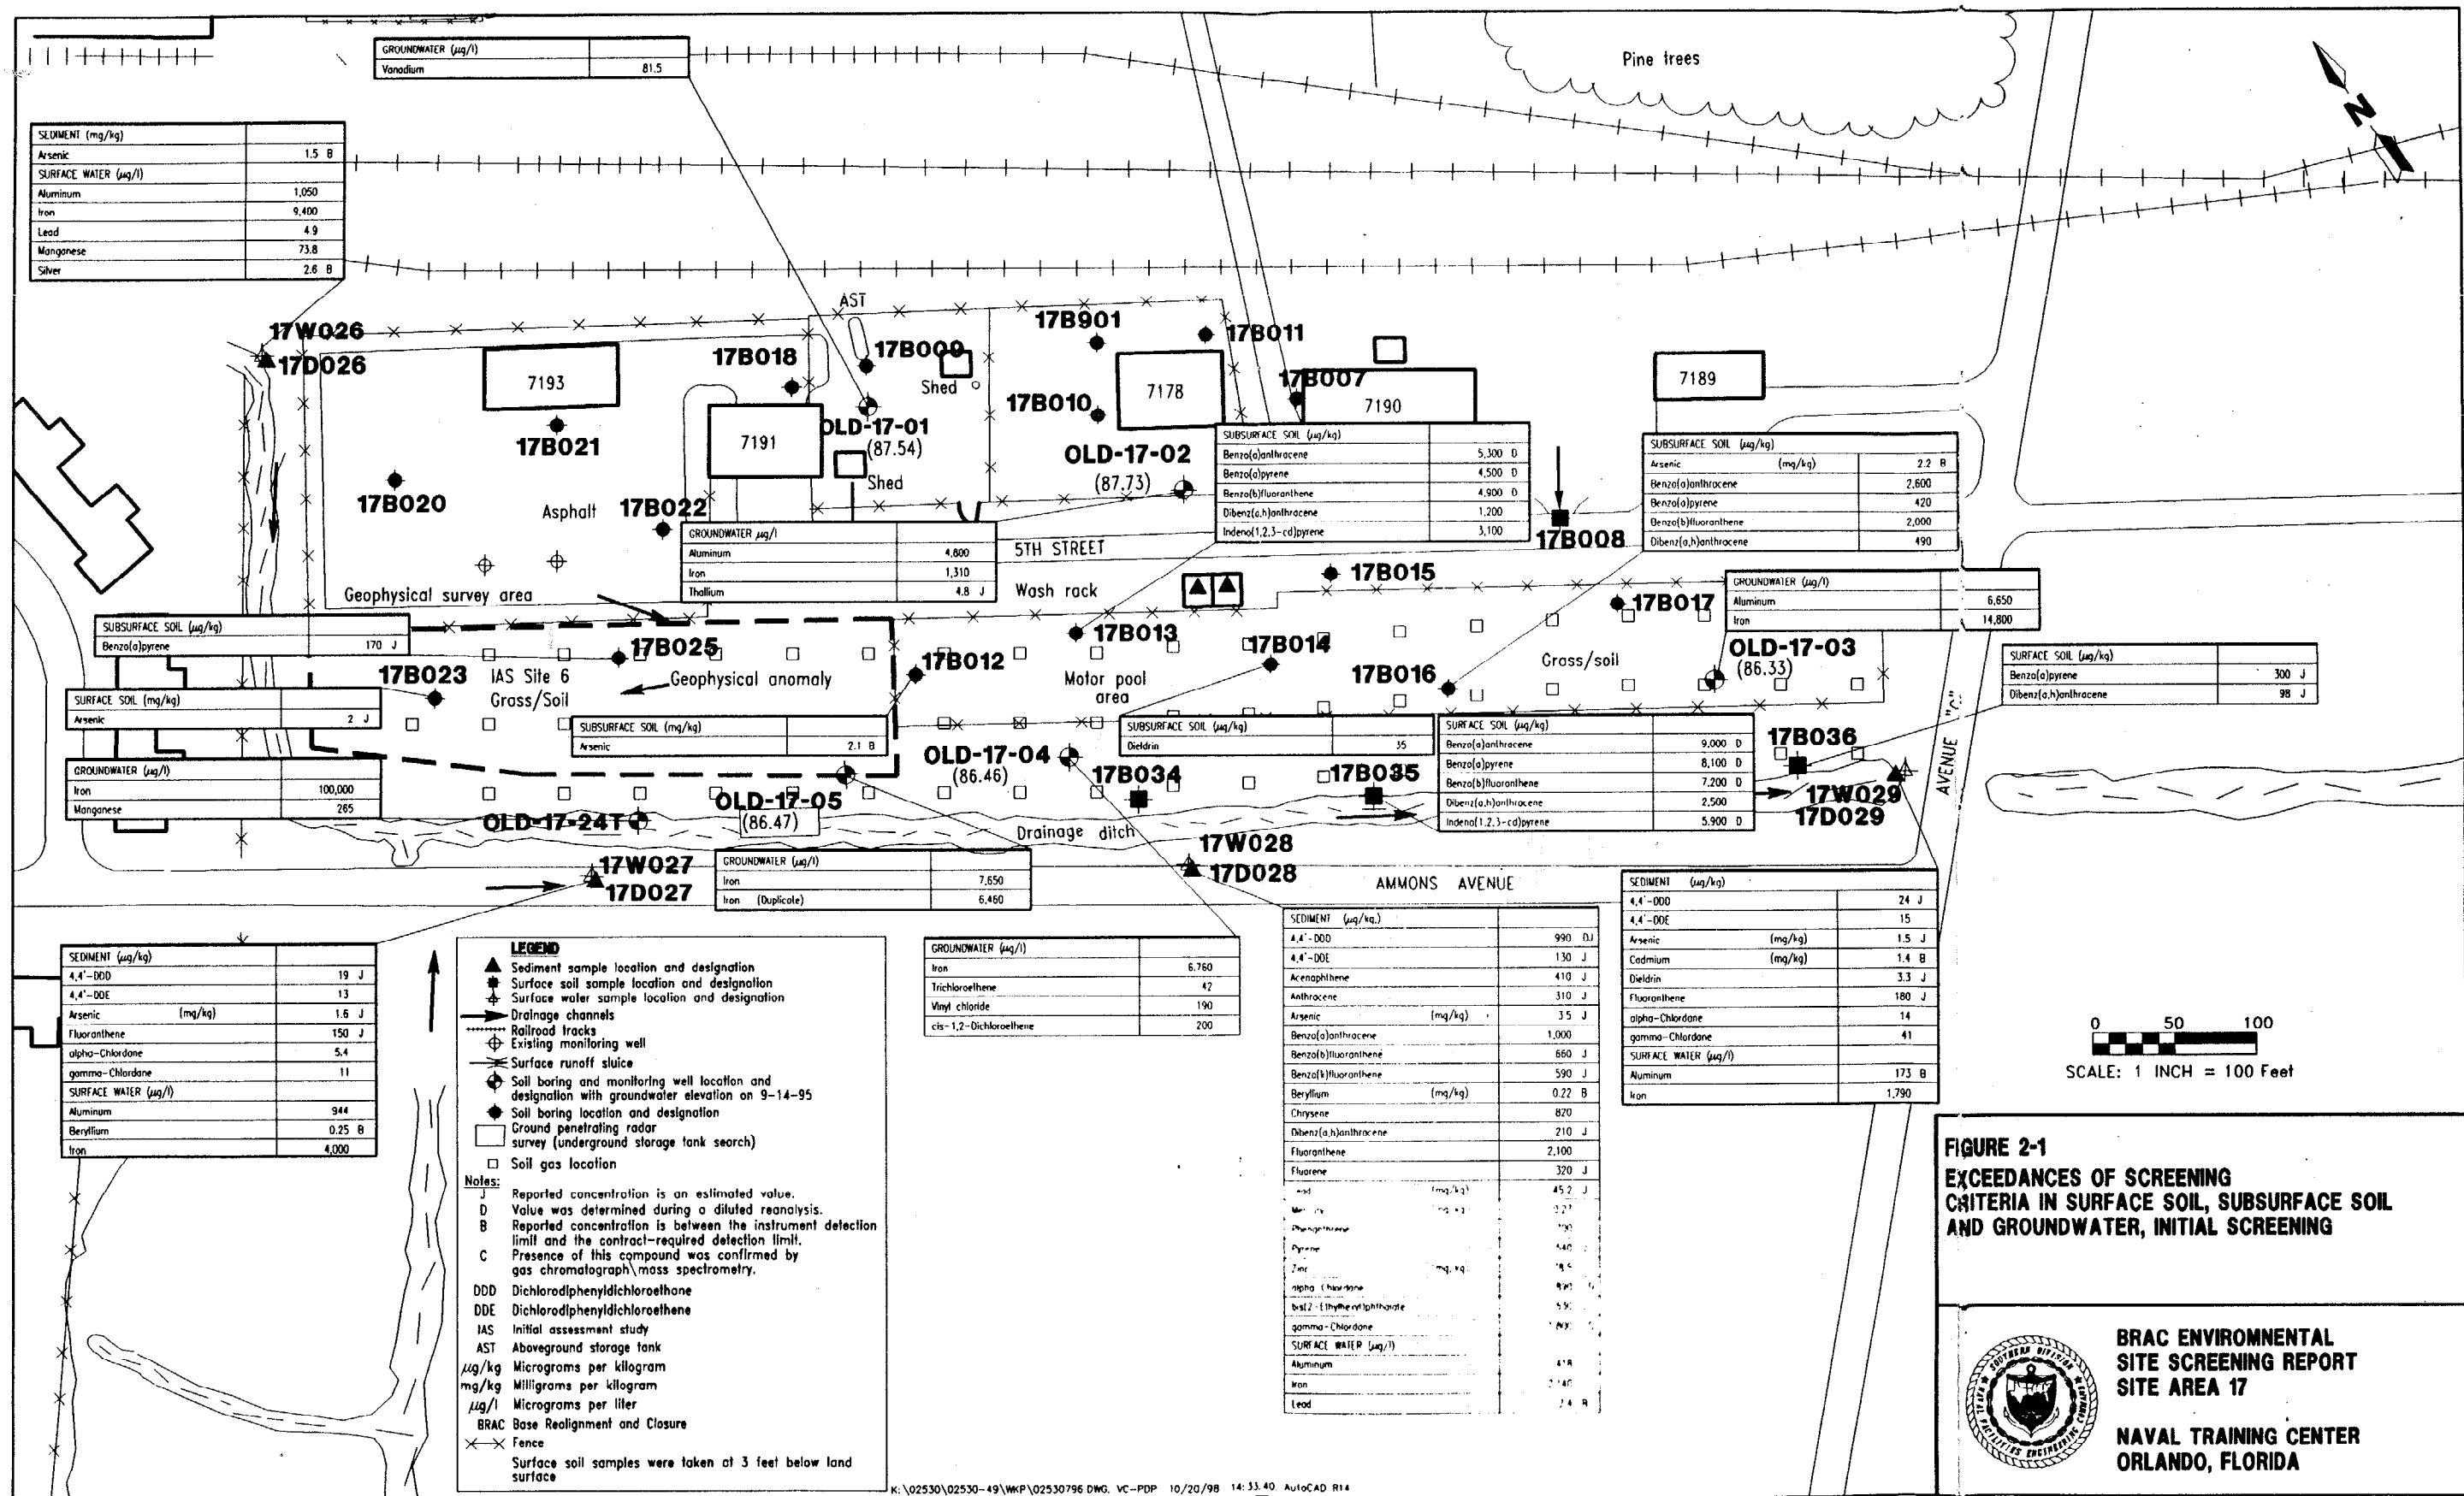 GROUNDWATER (µg/l)
Vanadium 81.5
Pine trees
N
SEDIMENT (mg/kg)
Arsenic 1.5 B
SURFACE WATER (µg/l)
Aluminum 1,050
Iron 9,400
Lead 4.9
Manganese 73.8
Silver 2.6 B
17W026
17D026
AST
17B018
17B009
Shed
17B901
17B011
7193
7178
17B007
7190
7189
17B010
17B021
7191
OLD-17-01
(87.54)
Shed
OLD-17-02
(87.73)
17B020
Asphalt
17B022
SUBSURFACE SOIL (µg/kg)
Benzo(a)anthracene 5,300 D
Benzo(a)pyrene 4,500 D
Benzo(b)fluoranthene 4,900 D
Dibenz(a,h)anthracene 1,200
Indeno(1,2,3-cd)pyrene 3,100
17B008
SUBSURFACE SOIL (µg/kg)
Arsenic (mg/kg) 2.2 B
Benzo(a)anthracene 2,600
Benzo(a)pyrene 420
Benzo(b)fluoranthene 2,000
Dibenz(a,h)anthracene 490
GROUNDWATER µg/l
Aluminum 4,800
Iron 1,310
Thallium 4.8 J
5TH STREET
Wash rack
17B015
17B017
GROUNDWATER (µg/l)
Aluminum 6,650
Iron 14,800
Geophysical survey area
SUBSURFACE SOIL (µg/kg)
Benzo(a)pyrene 170 J
17B025
17B013
17B014
17B012
17B023
IAS Site 6
Grass/Soil
Geophysical anomaly
Motor pool
area
17B016
Grass/soil
OLD-17-03
(86.33)
SURFACE SOIL (µg/kg)
Benzo(a)pyrene 300 J
Dibenz(a,h)anthracene 98 J
SURFACE SOIL (mg/kg)
Arsenic 2 J
SUBSURFACE SOIL (mg/kg)
Arsenic 2.1 B
SUBSURFACE SOIL (µg/kg)
Dieldrin 35
SURFACE SOIL (µg/kg)
Benzo(a)anthracene 9,000 D
Benzo(a)pyrene 8,100 D
Benzo(b)fluoranthene 7,200 D
Dibenz(a,h)anthracene 2,500
Indeno(1,2,3-cd)pyrene 5,900 D
AVENUE "C"
GROUNDWATER (µg/l)
Iron 100,000
Manganese 265
OLD-17-04
(86.46)
17B034
17B035
17B036
17W029
17D029
OLD-17-05
(86.47)
OLD-17-24T
Drainage ditch
17W027
17D027
GROUNDWATER (µg/l)
Iron 7,650
Iron (Duplicate) 6,460
17W028
17D028
AMMONS AVENUE
SEDIMENT (µg/kg)
4,4'-DDD 19 J
4,4'-DDE 13
Arsenic (mg/kg) 1.6 J
Fluoranthene 150 J
alpha-Chlordane 5.4
gamma-Chlordane 11
SURFACE WATER (µg/l)
Aluminum 944
Beryllium 0.25 B
Iron 4,000
GROUNDWATER (µg/l)
Iron 6,760
Trichloroethene 42
Vinyl chloride 190
cis-1,2-Dichloroethene 200
SEDIMENT (µg/kg.)
4,4'-DDD 990 DJ
4,4'-DDE 130 J
Acenaphthene 410 J
Anthracene 310 J
Arsenic (mg/kg) 3.5 J
Benzo(a)anthracene 1,000
Benzo(b)fluoranthene 660 J
Benzo(k)fluoranthene 590 J
Beryllium (mg/kg) 0.22 B
Chrysene 820
Dibenz(a,h)anthracene 210 J
Fluoranthene 2,100
Fluorene 320 J
Lead (mg/kg) 45.2 J
Phenanthrene
Pyrene
Zinc
alpha Chlordane
gamma-Chlordane
SURFACE WATER (µg/l)
Aluminum
Iron
Lead
SEDIMENT (µg/kg)
4,4'-DDD 24 J
4,4'-DDE 15
Arsenic (mg/kg) 1.5 J
Cadmium (mg/kg) 1.4 B
Dieldrin 3.3 J
Fluoranthene 180 J
alpha-Chlordane 14
gamma-Chlordane 41
SURFACE WATER (µg/l)
Aluminum 173 B
Iron 1,790
0 50 100
SCALE: 1 INCH = 100 Feet
LEGEND
Sediment sample location and designation
Surface soil sample location and designation
Surface water sample location and designation
Drainage channels
Railroad tracks
Existing monitoring well
Surface runoff sluice
Soil boring and monitoring well location and
designation with groundwater elevation on 9-14-95
Soil boring location and designation
Ground penetrating radar
survey (underground storage tank search)
Soil gas location
Notes:
J Reported concentration is an estimated value.
D Value was determined during a diluted reanalysis.
B Reported concentration is between the instrument detection
limit and the contract-required detection limit.
C Presence of this compound was confirmed by
gas chromatograph\mass spectrometry.
DDD Dichlorodiphenyldichloroethane
DDE Dichlorodiphenyldichloroethene
IAS Initial assessment study
AST Aboveground storage tank
µg/kg Micrograms per kilogram
mg/kg Milligrams per kilogram
µg/l Micrograms per liter
BRAC Base Realignment and Closure
Fence
Surface soil samples were taken at 3 feet below land
surface
K:\02530\02530-49\WKP\02530796 DWG, VC-PDP 10/20/98 14:33:40, AutoCAD R14
FIGURE 2-1
EXCEEDANCES OF SCREENING
CRITERIA IN SURFACE SOIL, SUBSURFACE SOIL
AND GROUNDWATER, INITIAL SCREENING
SOUTHERN DIVISION
NAVAL FACILITIES ENGINEERING
BRAC ENVIROMNENTAL
SITE SCREENING REPORT
SITE AREA 17
NAVAL TRAINING CENTER
ORLANDO, FLORIDA